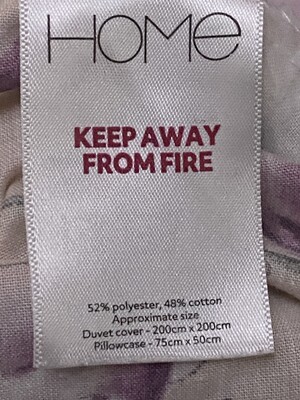 HOME
KEEP AWAY
FROM FIRE
52% polyester, 48% cotton
Approximate size
Duvet cover - 200cm x 200cm
Pillowcase - 75cm x 50cm